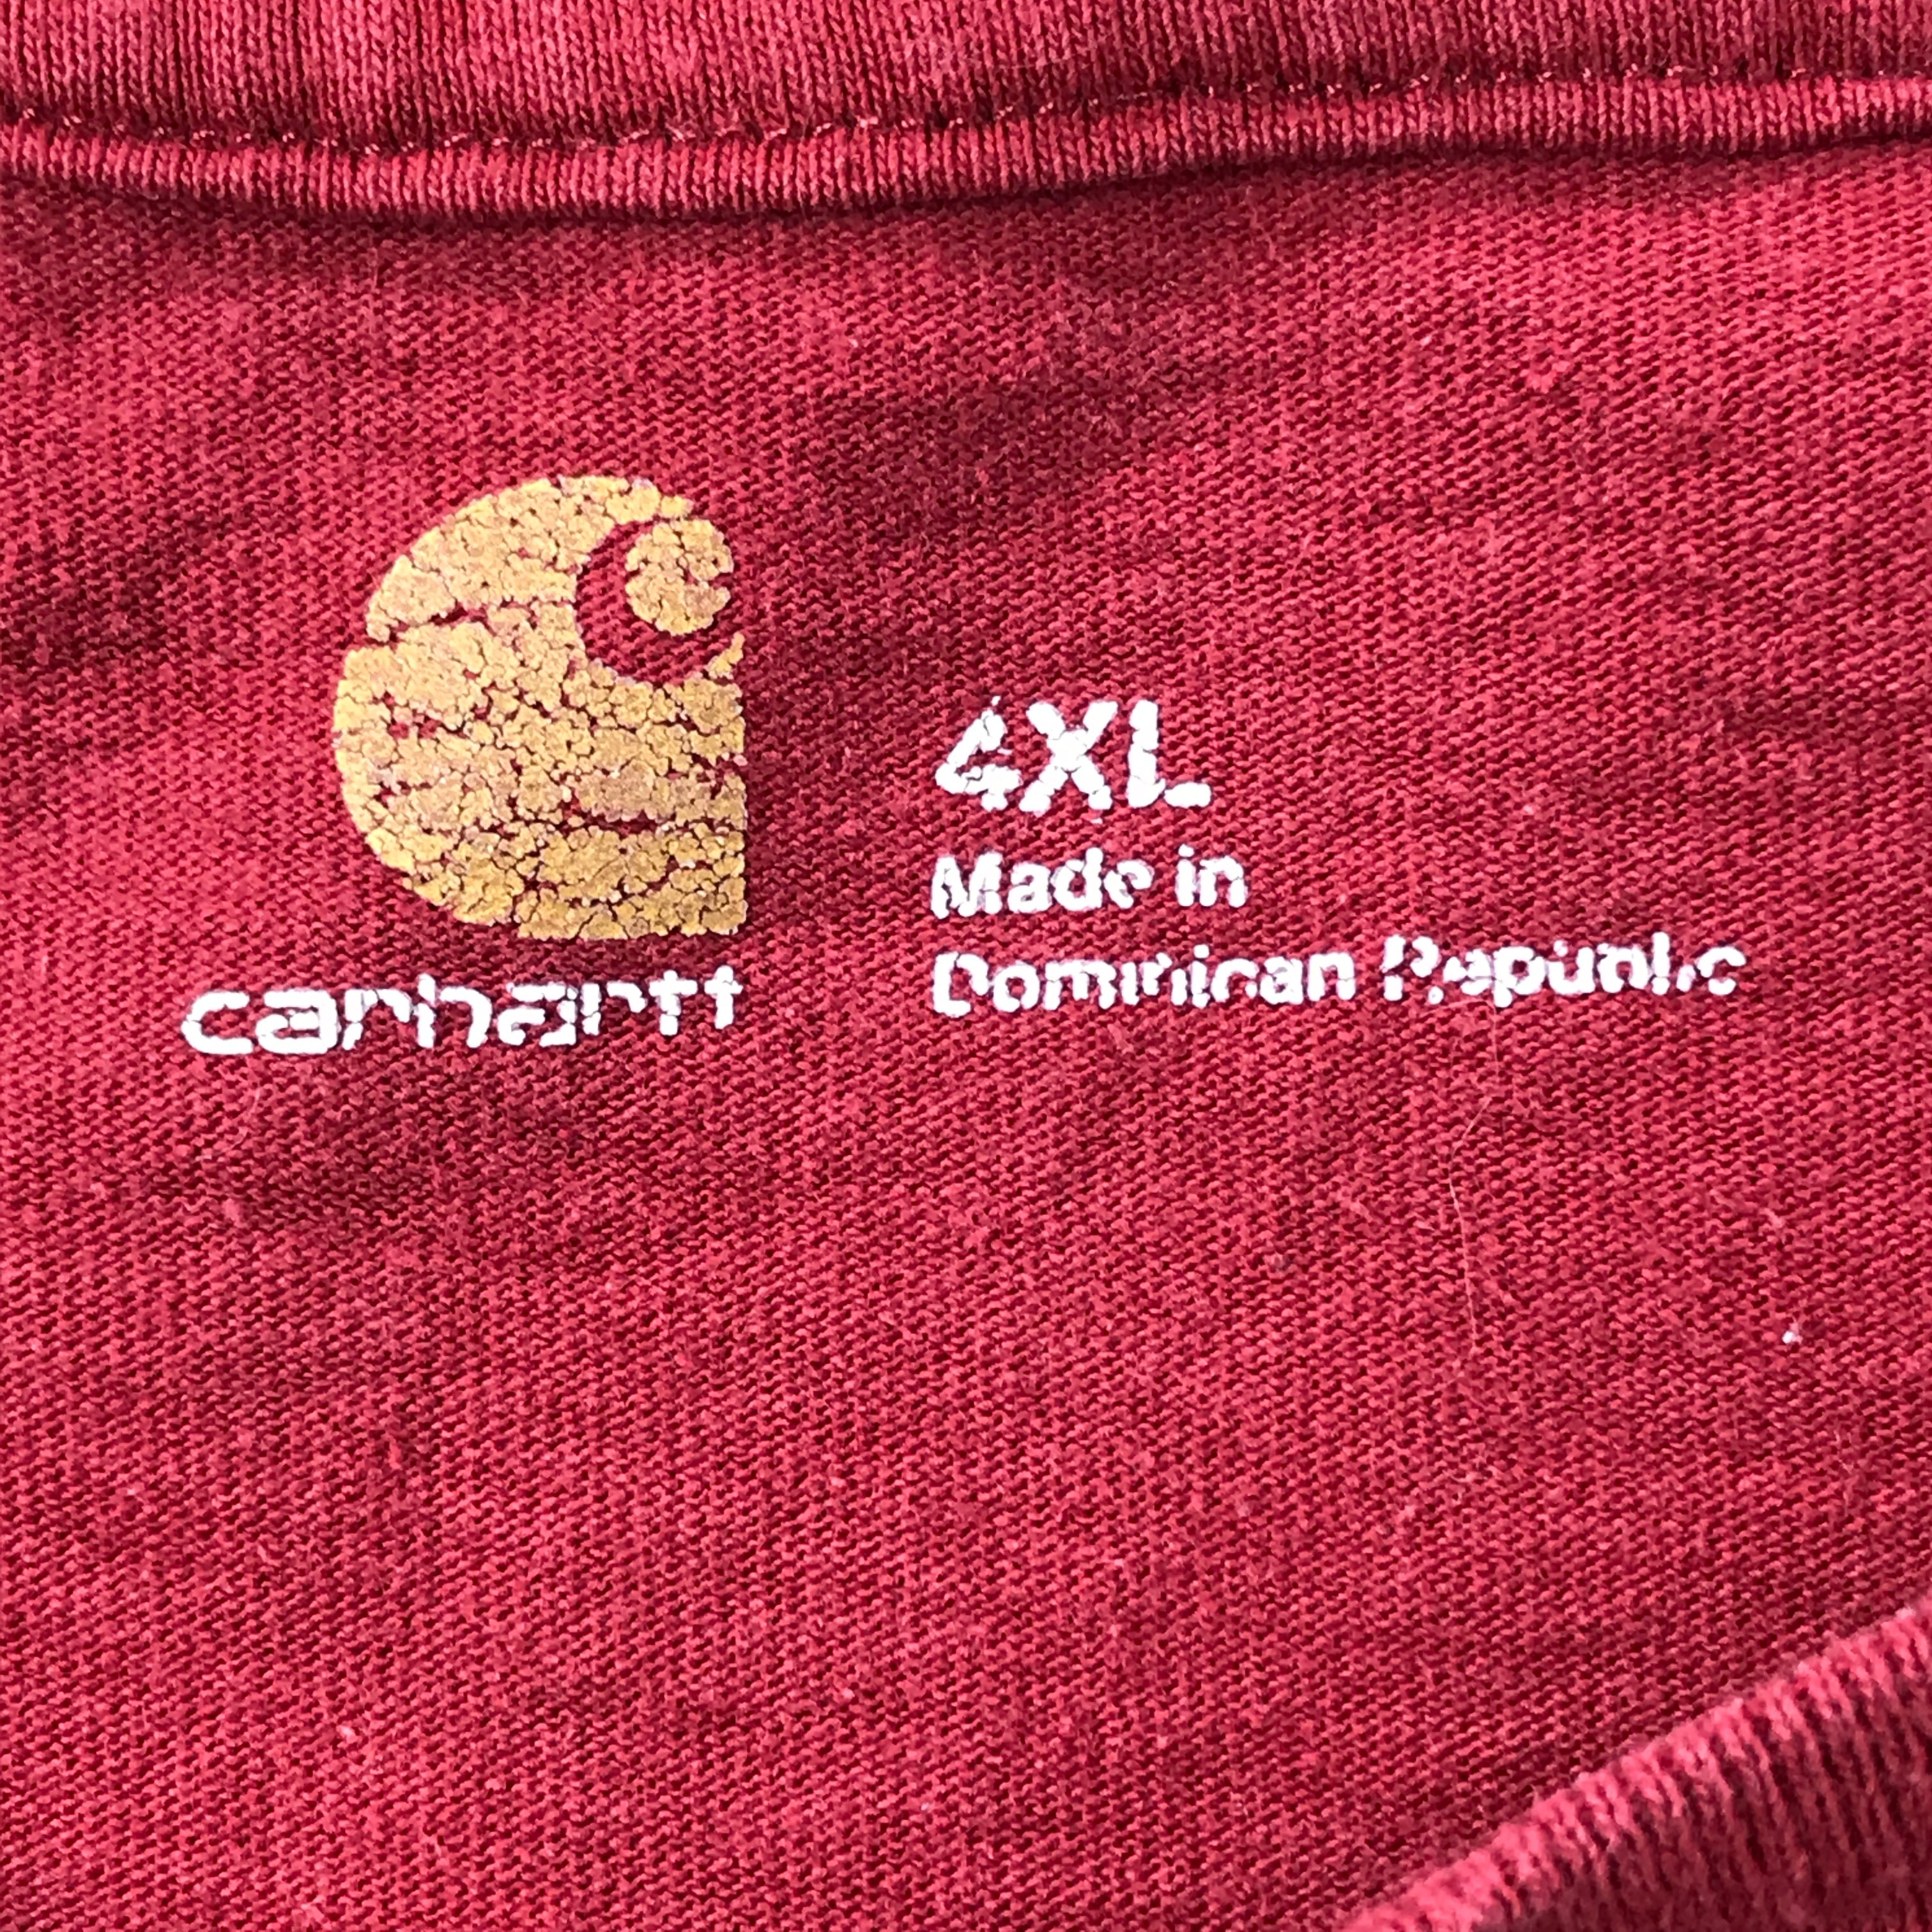 carhartt
4XL
Made in
Dominican Republic